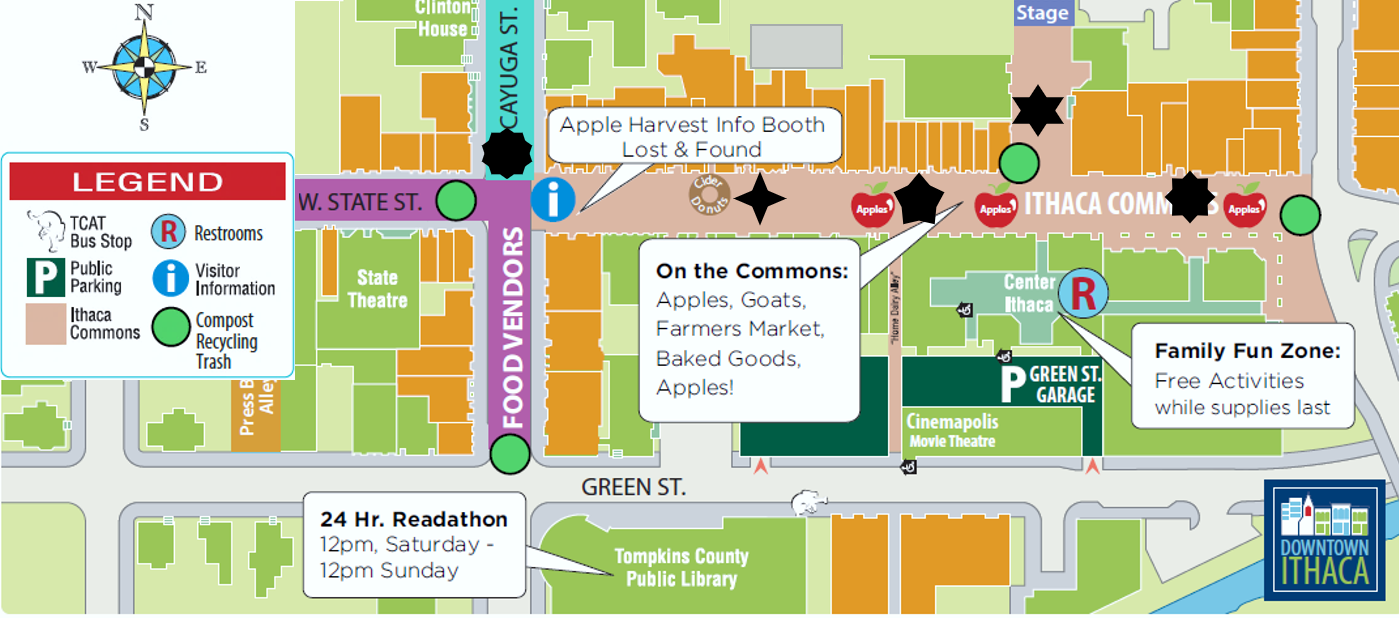 Clinton
House
CAYUGA ST.
Stage
N
W
E
S
Apple Harvest Info Booth
Lost & Found
LEGEND
TCAT
Bus Stop
R
Restrooms
P
Public
Parking
i
Visitor
Information
Ithaca
Commons
Compost
Recycling
Trash
W. STATE ST.
i
Cider
Donuts
Apples
Apples
ITHACA COMM
S
Apples
FOOD VENDORS
State
Theatre
On the Commons:
Apples, Goats,
Farmers Market,
Baked Goods,
Apples!
"Home Dairy Alley"
Center
Ithaca
R
Family Fun Zone:
Free Activities
while supplies last
P
GREEN ST.
GARAGE
Cinemapolis
Movie Theatre
Press B
Alley
GREEN ST.
24 Hr. Readathon
12pm, Saturday -
12pm Sunday
Tompkins County
Public Library
DOWNTOWN
ITHACA